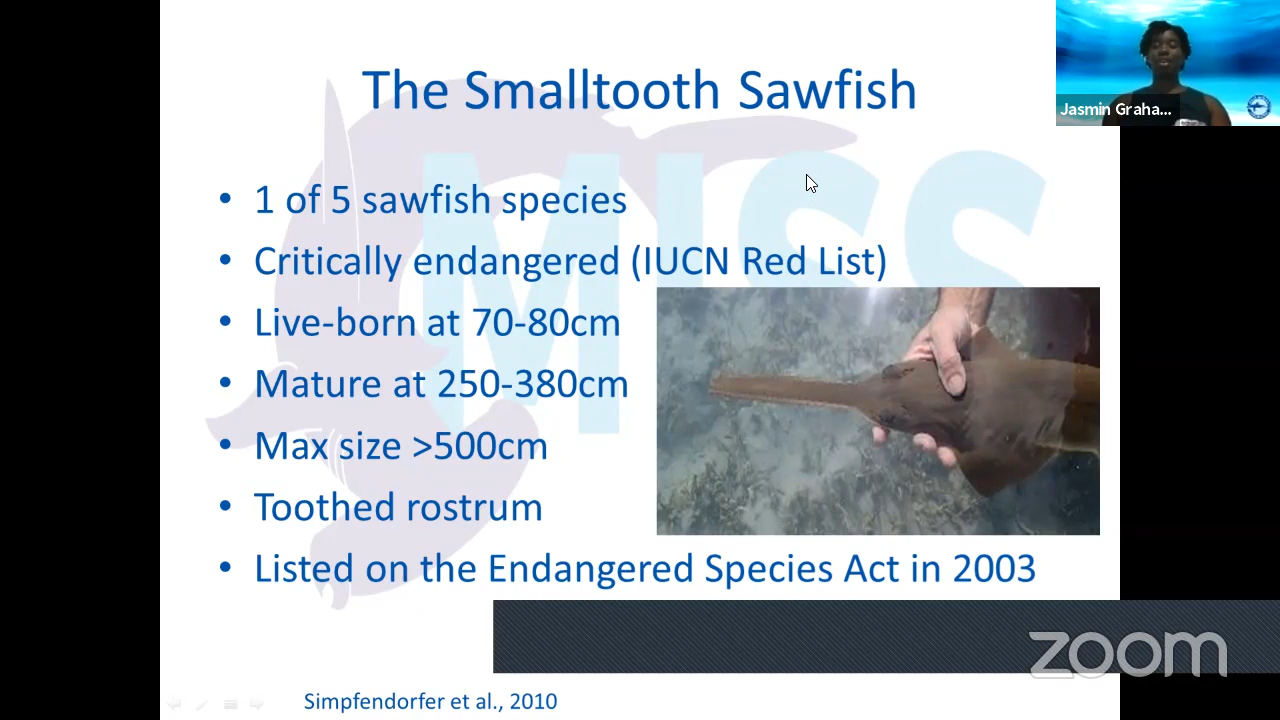 The Smalltooth Sawfish
Jasmin Graha...
MISS
• 1 of 5 sawfish species
• Critically endangered (IUCN Red List)
• Live-born at 70-80cm
• Mature at 250-380cm
• Max size >500cm
• Toothed rostrum
• Listed on the Endangered Species Act in 2003
zoom
Simpfendorfer et al., 2010